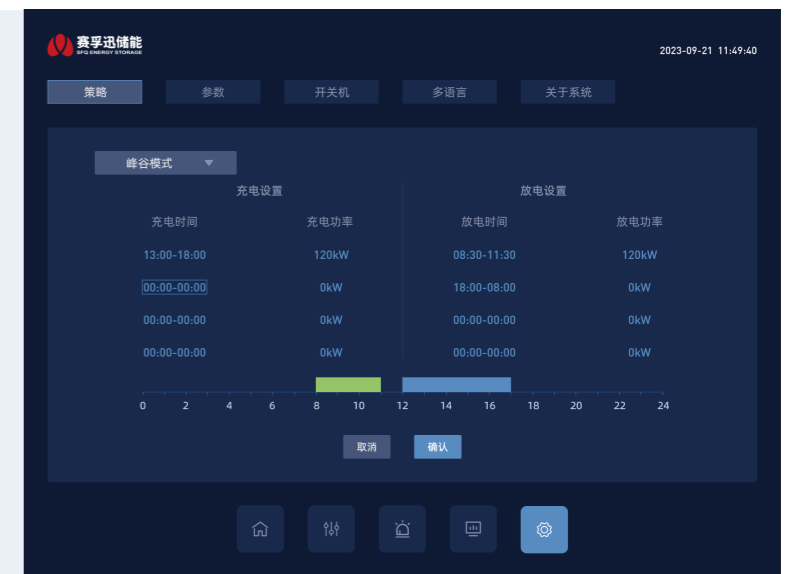 赛孚迅储能
SFQ ENERGY STORAGE
2023-09-21 11:49:40
策略 参数 开关机 多语言 关于系统
峰谷模式
充电设置 放电设置
充电时间 充电功率 放电时间 放电功率
13:00-18:00 120kW 08:30-11:30 120kW
00:00-00:00 0kW 18:00-08:00 0kW
00:00-00:00 0kW 00:00-00:00 0kW
00:00-00:00 0kW 00:00-00:00 0kW
0 2 4 6 8 10 12 14 16 18 20 22 24
取消 确认